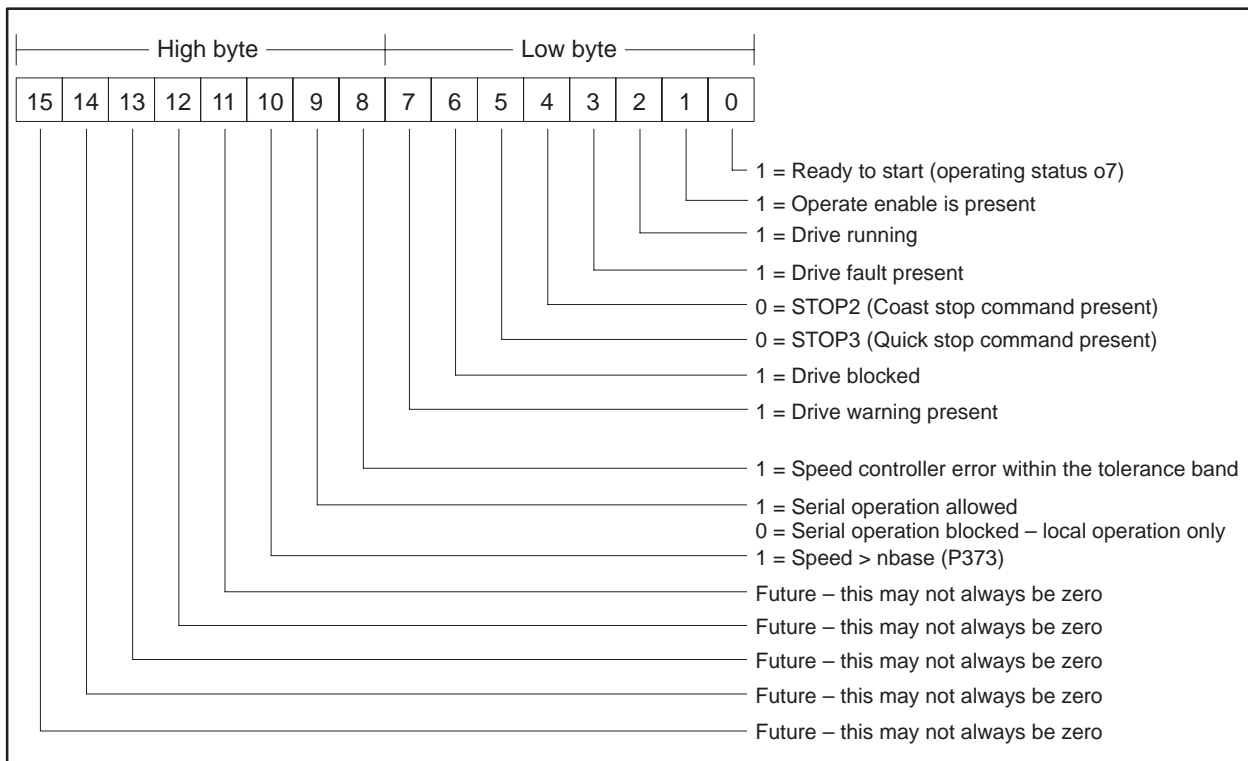 High byte Low byte
15 14 13 12 11 10 9 8 7 6 5 4 3 2 1 0
1 = Ready to start (operating status o7)
1 = Operate enable is present
1 = Drive running
1 = Drive fault present
0 = STOP2 (Coast stop command present)
0 = STOP3 (Quick stop command present)
1 = Drive blocked
1 = Drive warning present
1 = Speed controller error within the tolerance band
1 = Serial operation allowed
0 = Serial operation blocked – local operation only
1 = Speed > nbase (P373)
Future – this may not always be zero
Future – this may not always be zero
Future – this may not always be zero
Future – this may not always be zero
Future – this may not always be zero